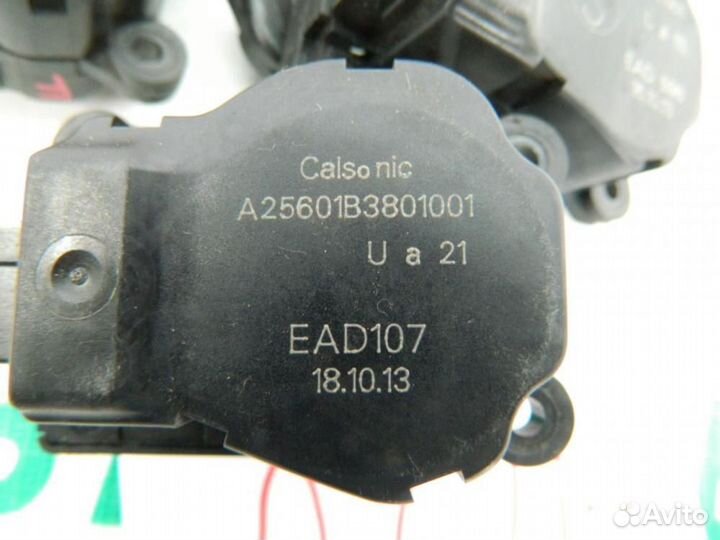 Calsonic
A25601B3801001
U a 21
EAD107
18.10.13
Avito